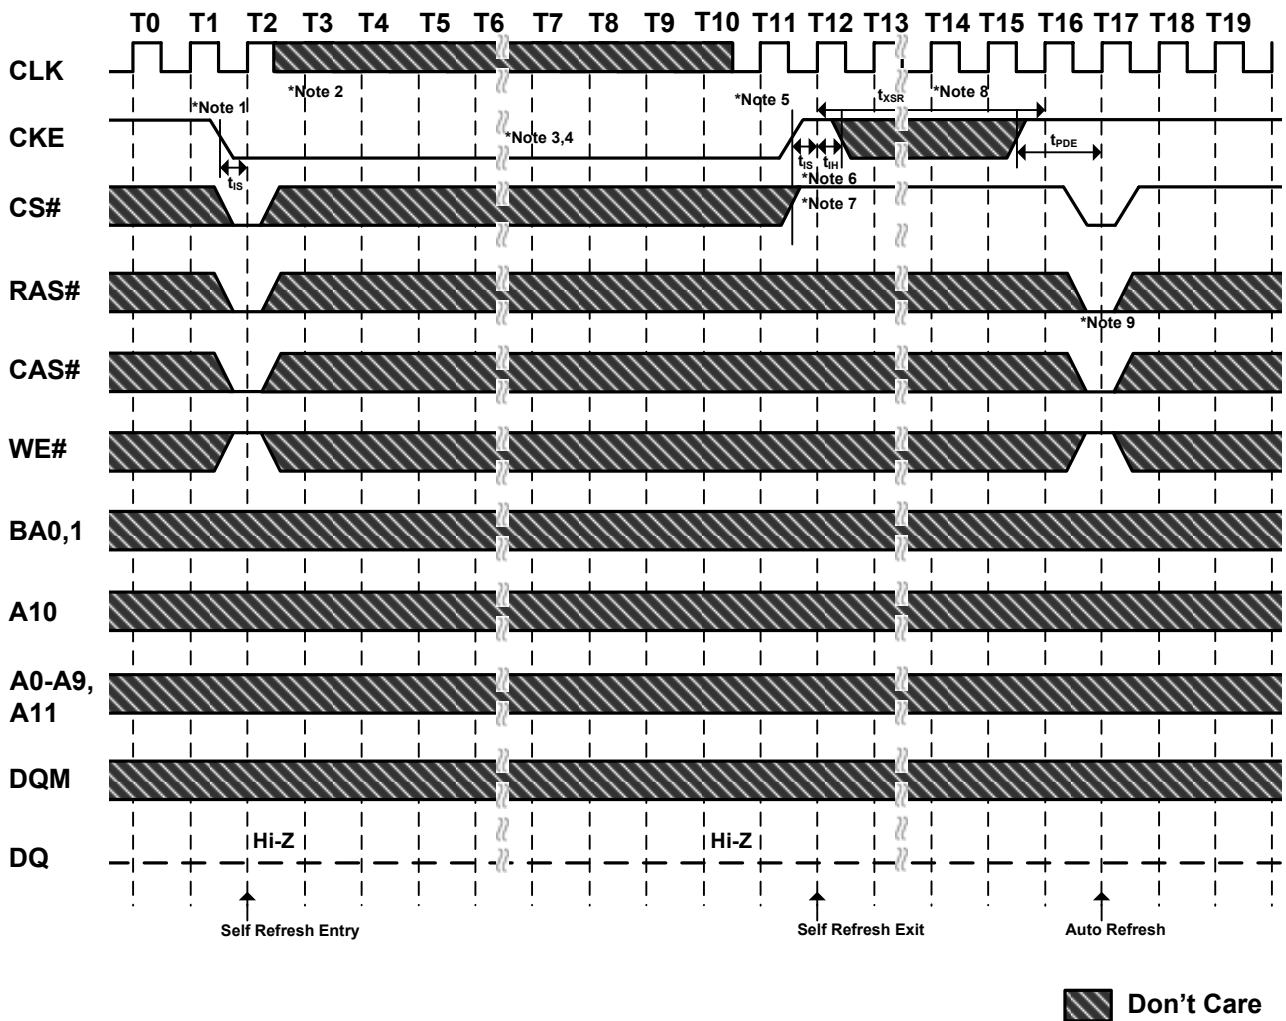 T0 T1 T2 T3 T4 T5 T6 T7 T8 T9 T10 T11 T12 T13 T14 T15 T16 T17 T18 T19
CLK
*Note 1 *Note 2 *Note 5 tXSR *Note 8
CKE
*Note 3,4
tPDE
tIS tIS tIH
*Note 6
CS#
*Note 7
RAS#
*Note 9
CAS#
WE#
BA0,1
A10
A0-A9,
A11
DQM
Hi-Z Hi-Z
DQ
Self Refresh Entry Self Refresh Exit Auto Refresh
Don't Care